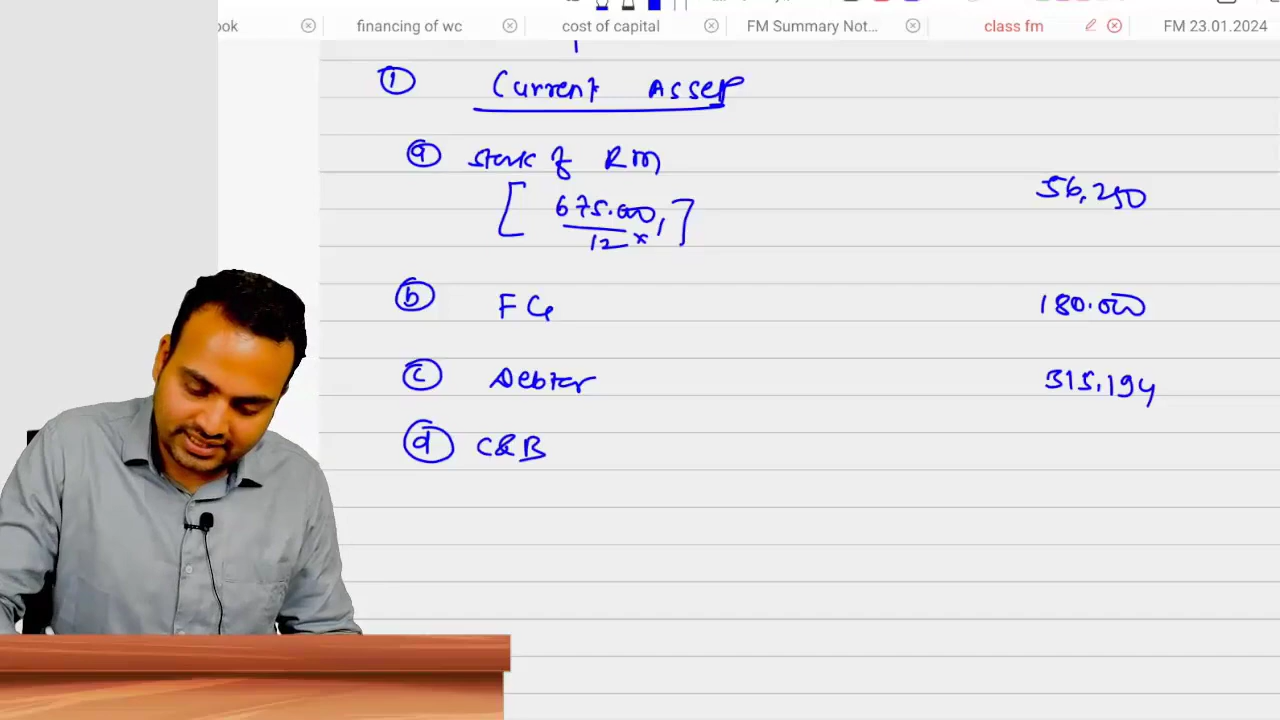 ook financing of wc cost of capital FM Summary Not... class fm FM 23.01.2024
① Current Asset
ⓐ stock of RM 56,250
[ 675.000 / 12 × 1 ]
ⓑ FG 180.000
ⓒ Debtor 315,194
ⓓ C&B